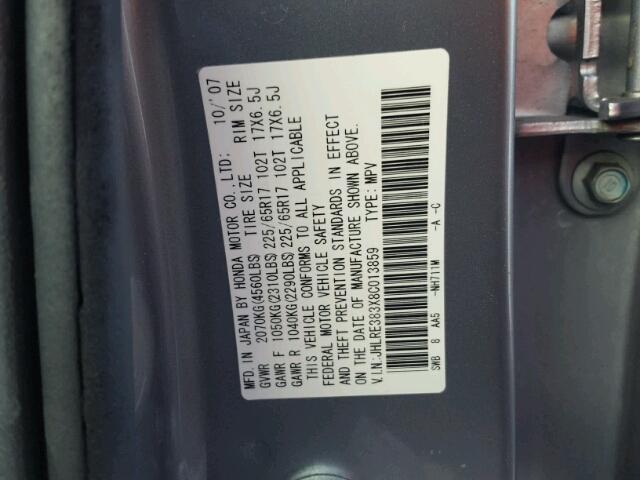 MFD. IN JAPAN BY HONDA MOTOR CO.,LTD: 10/'07
TIRE SIZE RIM SIZE
GVWR 2070KG(4560LBS)
GAWR F 1050KG(2310LBS) 225/65R17 102T 17X6.5J
GAWR R 1040KG(2290LBS) 225/65R17 102T 17X6.5J
THIS VEHICLE CONFORMS TO ALL APPLICABLE
FEDERAL MOTOR VEHICLE SAFETY
AND THEFT PREVENTION STANDARDS IN EFFECT
ON THE DATE OF MANUFACTURE SHOWN ABOVE.
V.I.N:JHLRE383X8C013859 TYPE: MPV
SWB 8 AA5 -NH711M -A -C